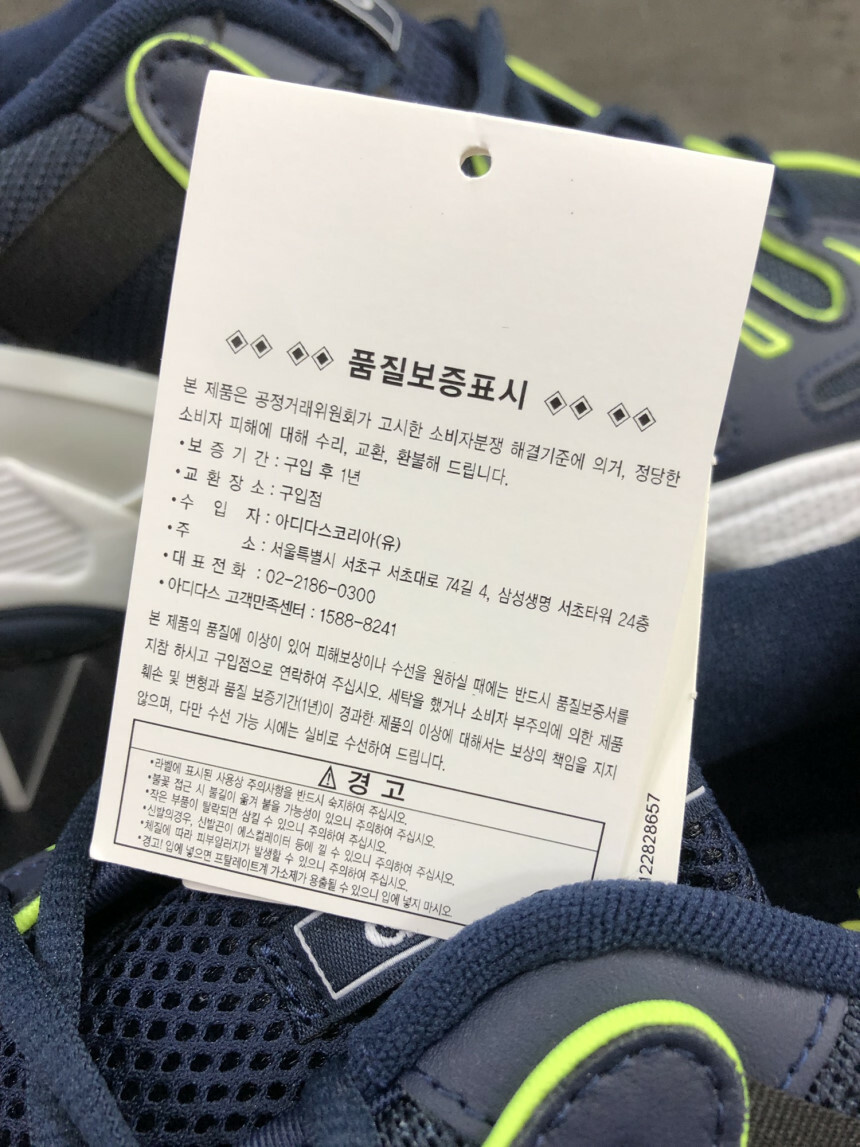 품질보증표시
본 제품은 공정거래위원회가 고시한 소비자분쟁 해결기준에 의거, 정당한
소비자 피해에 대해 수리, 교환, 환불해 드립니다.
•보 증 기 간 : 구입 후 1년
•교 환 장 소 : 구입점
•수 입 자 : 아디다스코리아(유)
•주 소 : 서울특별시 서초구 서초대로 74길 4, 삼성생명 서초타워 24층
•대 표 전 화 : 02-2186-0300
•아디다스 고객만족센터 : 1588-8241
본 제품의 품질에 이상이 있어 피해보상이나 수선을 원하실 때에는 반드시 품질보증서를
지참 하시고 구입점으로 연락하여 주십시오. 세탁을 했거나 소비자 부주의에 의한 제품
훼손 및 변형과 품질 보증기간(1년)이 경과한 제품의 이상에 대해서는 보상의 책임을 지지
않으며, 다만 수선 가능 시에는 실비로 수선하여 드립니다.
⚠ 경 고
•라벨에 표시된 사용상 주의사항을 반드시 숙지하여 주십시오.
•불꽃 접근 시 불길이 옮겨 붙을 가능성이 있으니 주의하여 주십시오.
•작은 부품이 탈락되면 삼킬 수 있으니 주의하여 주십시오.
•신발의경우, 신발끈이 에스컬레이터 등에 낄 수 있으니 주의하여 주십시오.
•체질에 따라 피부알러지가 발생할 수 있으니 주의하여 주십시오.
•경고! 입에 넣으면 프탈레이트계 가소제가 용출될 수 있으니 입에 넣지 마시오.
122828657